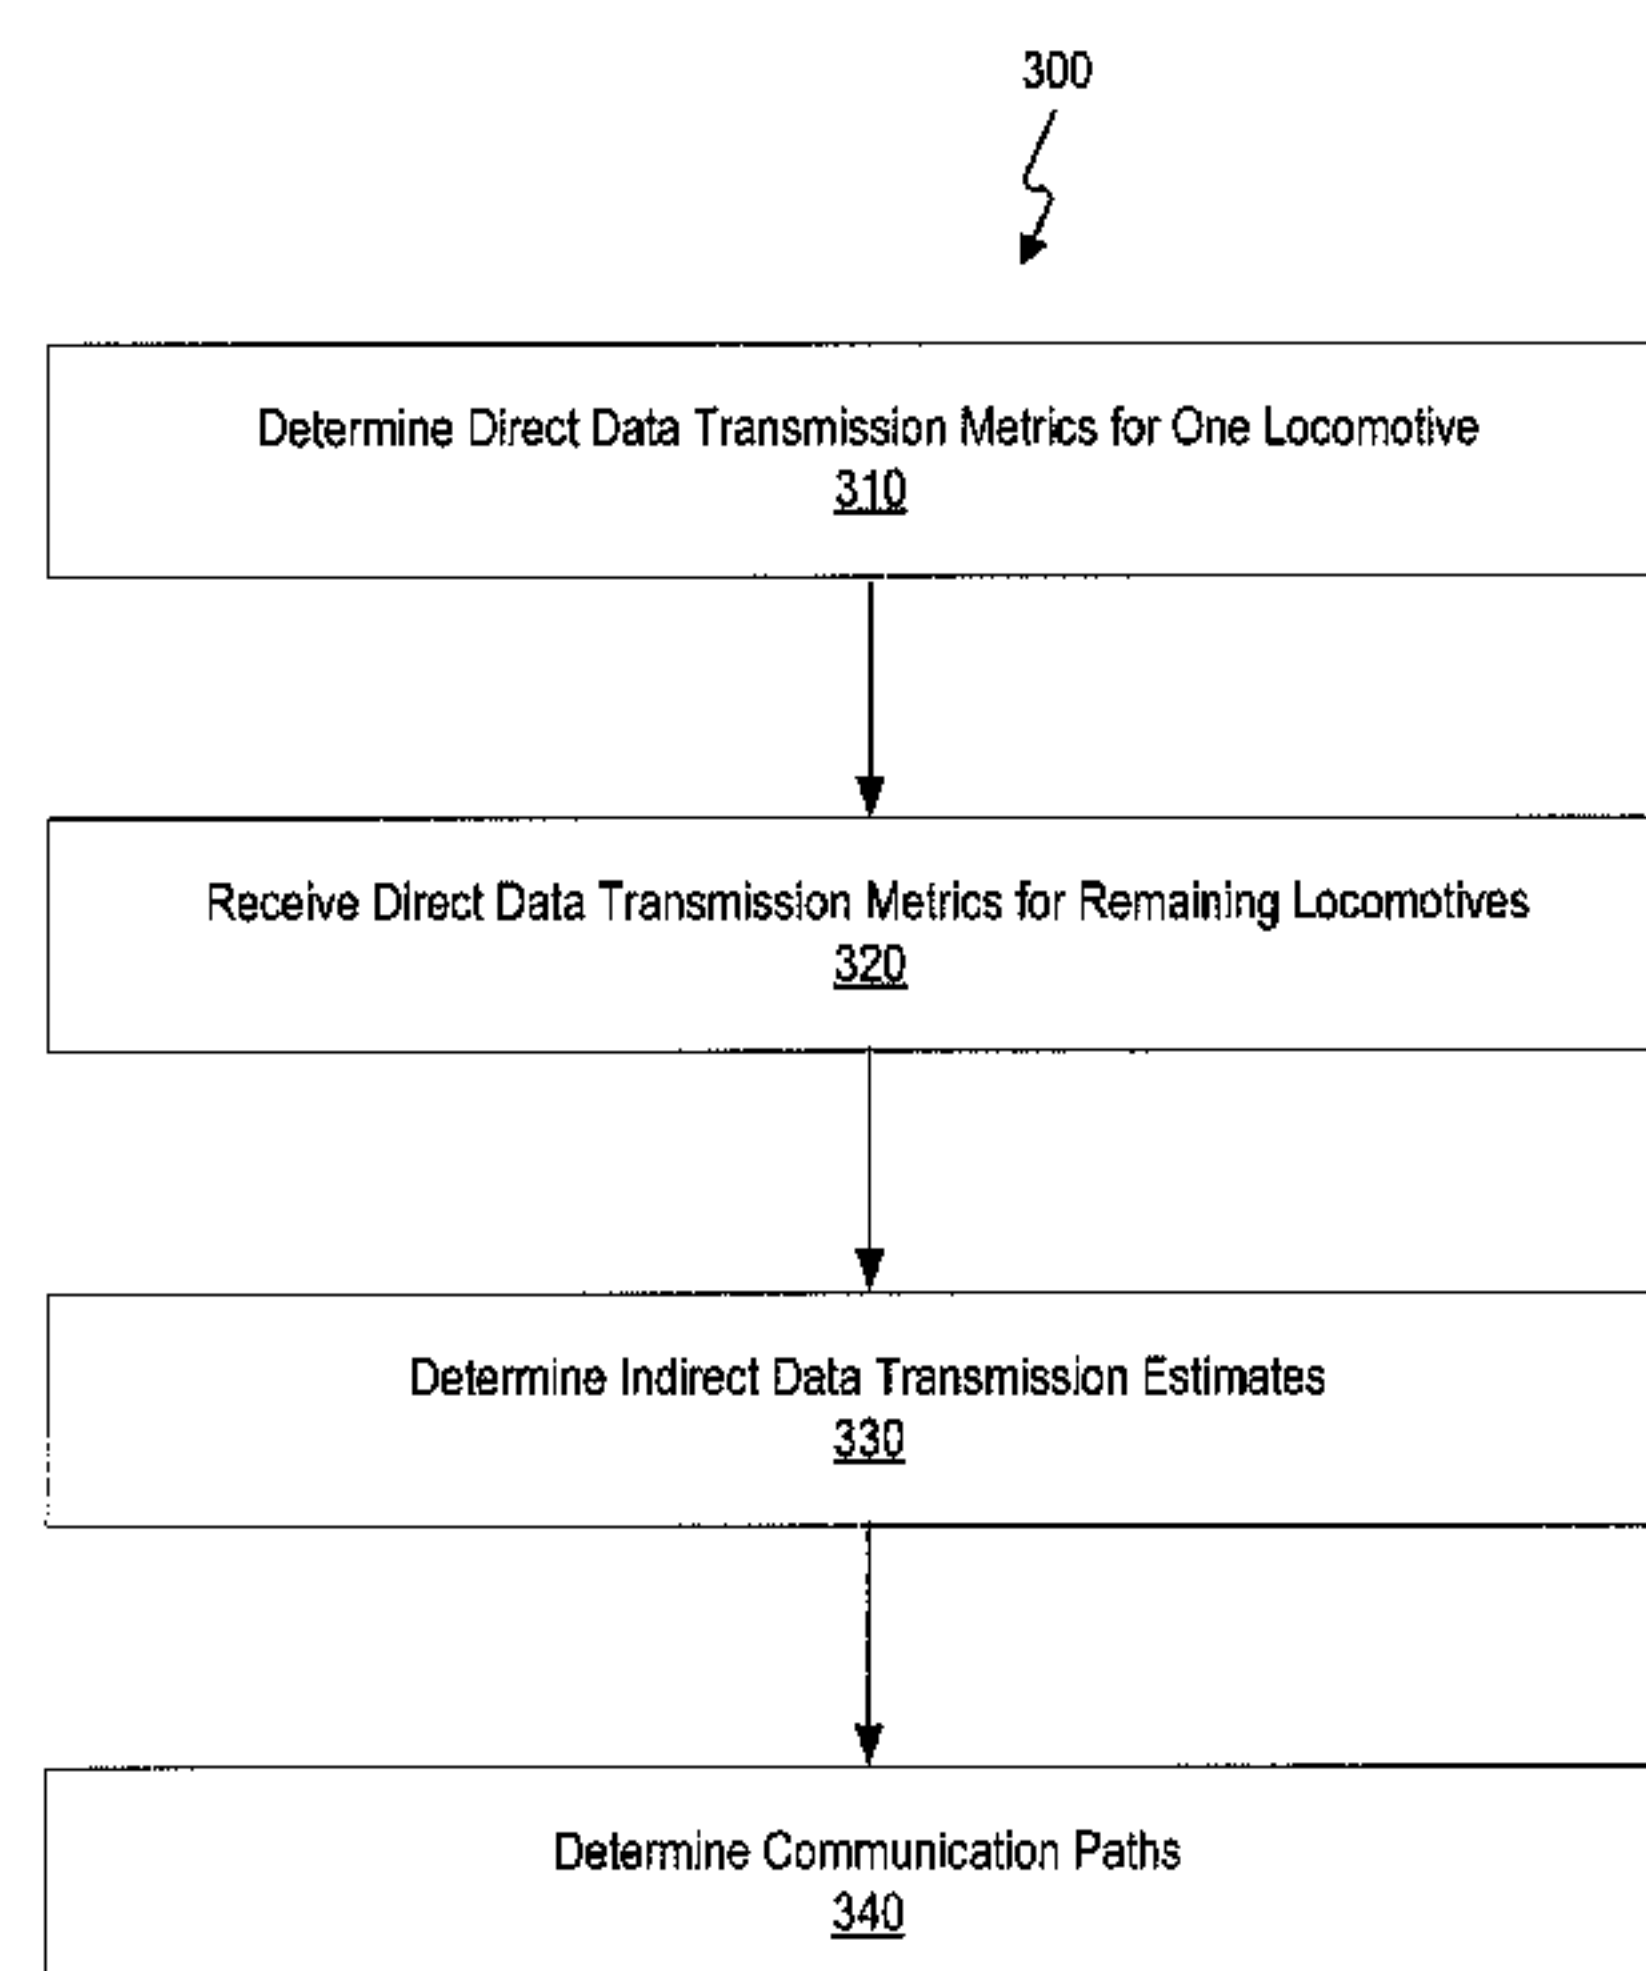 300
Determine Direct Data Transmission Metrics for One Locomotive
310
Receive Direct Data Transmission Metrics for Remaining Locomotives
320
Determine Indirect Data Transmission Estimates
330
Determine Communication Paths
340